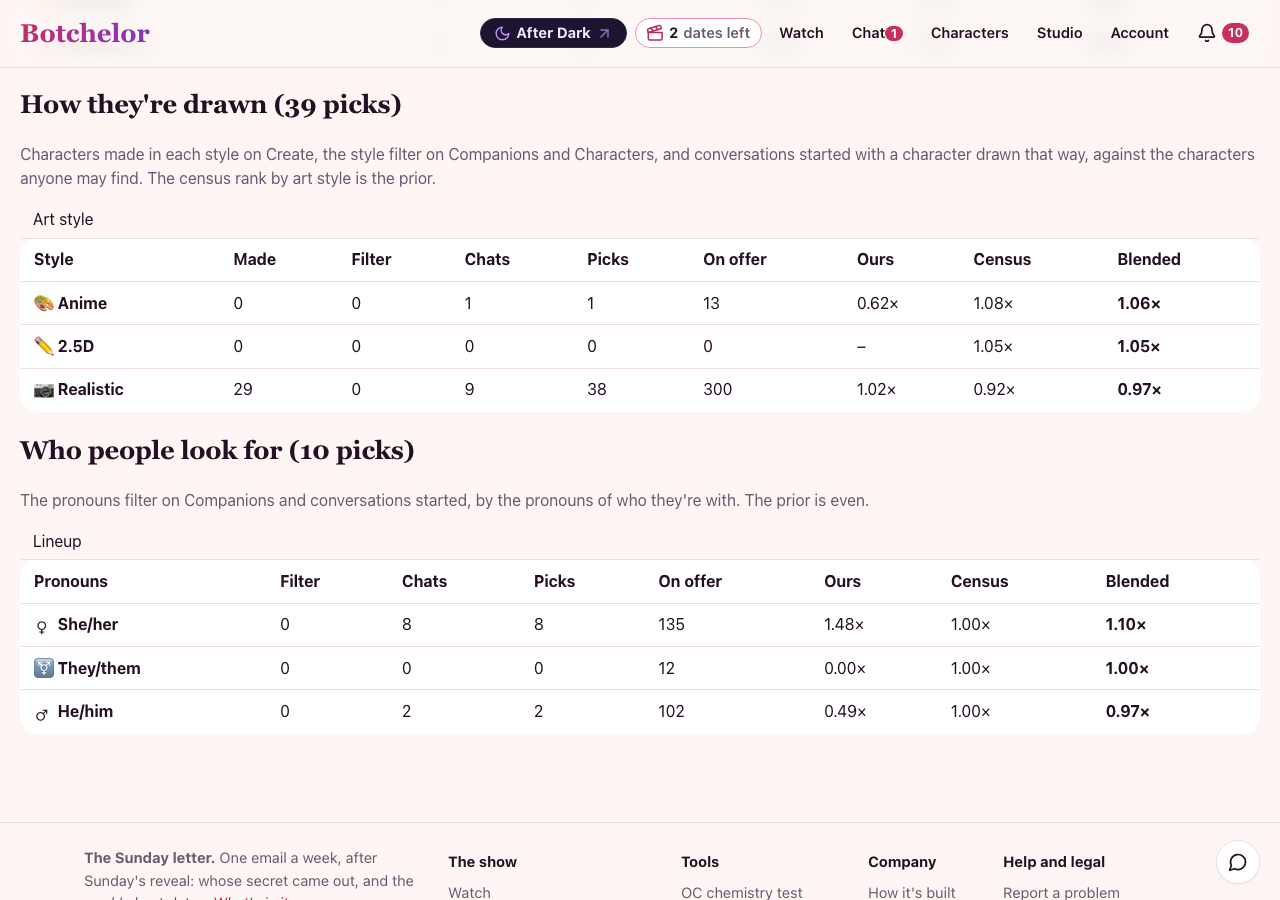 Botchelor
After Dark
2 dates left
Watch
Chat 1
Characters
Studio
Account
10
How they're drawn (39 picks)
Characters made in each style on Create, the style filter on Companions and Characters, and conversations started with a character drawn that way, against the characters
anyone may find. The census rank by art style is the prior.
Art style
Style Made Filter Chats Picks On offer Ours Census Blended
Anime 0 0 1 1 13 0.62× 1.08× 1.06×
2.5D 0 0 0 0 0 – 1.05× 1.05×
Realistic 29 0 9 38 300 1.02× 0.92× 0.97×
Who people look for (10 picks)
The pronouns filter on Companions and conversations started, by the pronouns of who they're with. The prior is even.
Lineup
Pronouns Filter Chats Picks On offer Ours Census Blended
♀ She/her 0 8 8 135 1.48× 1.00× 1.10×
⚧ They/them 0 0 0 12 0.00× 1.00× 1.00×
♂ He/him 0 2 2 102 0.49× 1.00× 0.97×
The Sunday letter. One email a week, after
Sunday's reveal: whose secret came out, and the
The show
Watch
Tools
OC chemistry test
Company
How it's built
Help and legal
Report a problem